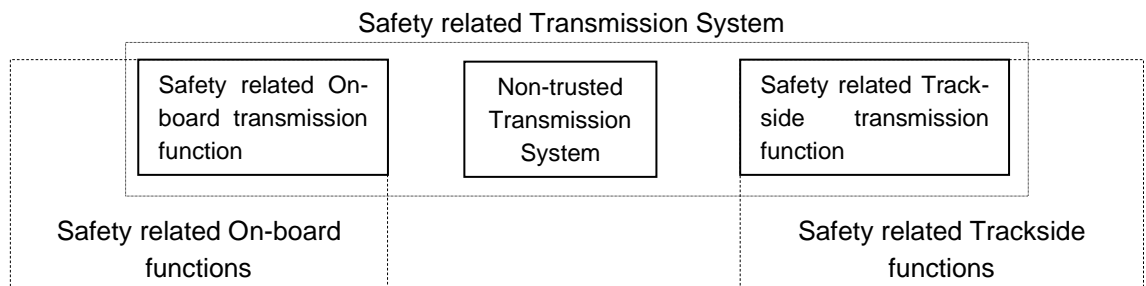 Safety related Transmission System
Safety related On-
board transmission
function
Non-trusted
Transmission
System
Safety related Track-
side transmission
function
Safety related On-board
functions
Safety related Trackside
functions